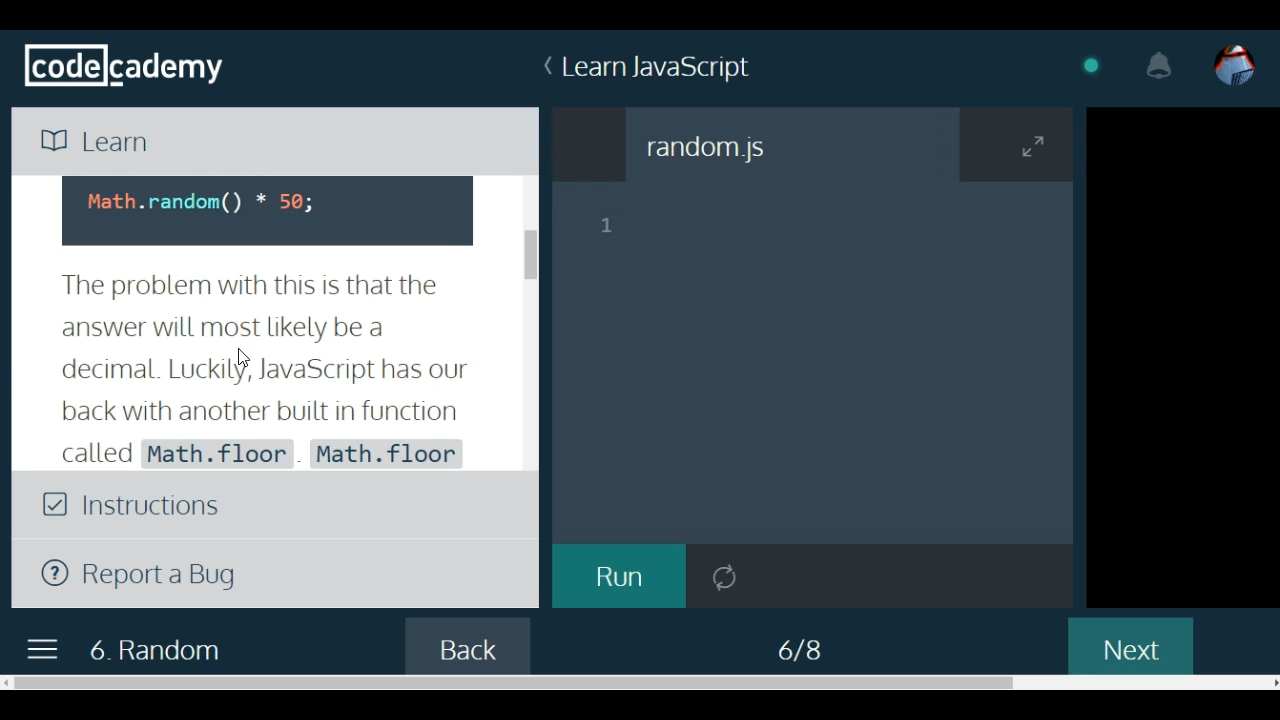 codecademy
Learn JavaScript
Learn
Math.random() * 50;
The problem with this is that the
answer will most likely be a
decimal. Luckily, JavaScript has our
back with another built in function
called Math.floor. Math.floor
Instructions
? Report a Bug
random.js
1
Run
6. Random
Back
6/8
Next